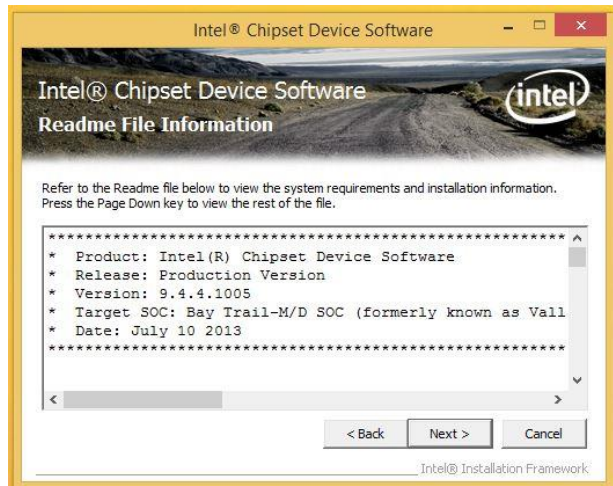 Intel® Chipset Device Software
Intel® Chipset Device Software
intel
Readme File Information
Refer to the Readme file below to view the system requirements and installation information.
Press the Page Down key to view the rest of the file.
************************************************************
*  Product: Intel(R) Chipset Device Software
*  Release: Production Version
*  Version: 9.4.4.1005
*  Target SOC: Bay Trail-M/D SOC (formerly known as Vall
*  Date: July 10 2013
************************************************************
< Back
Next >
Cancel
Intel® Installation Framework